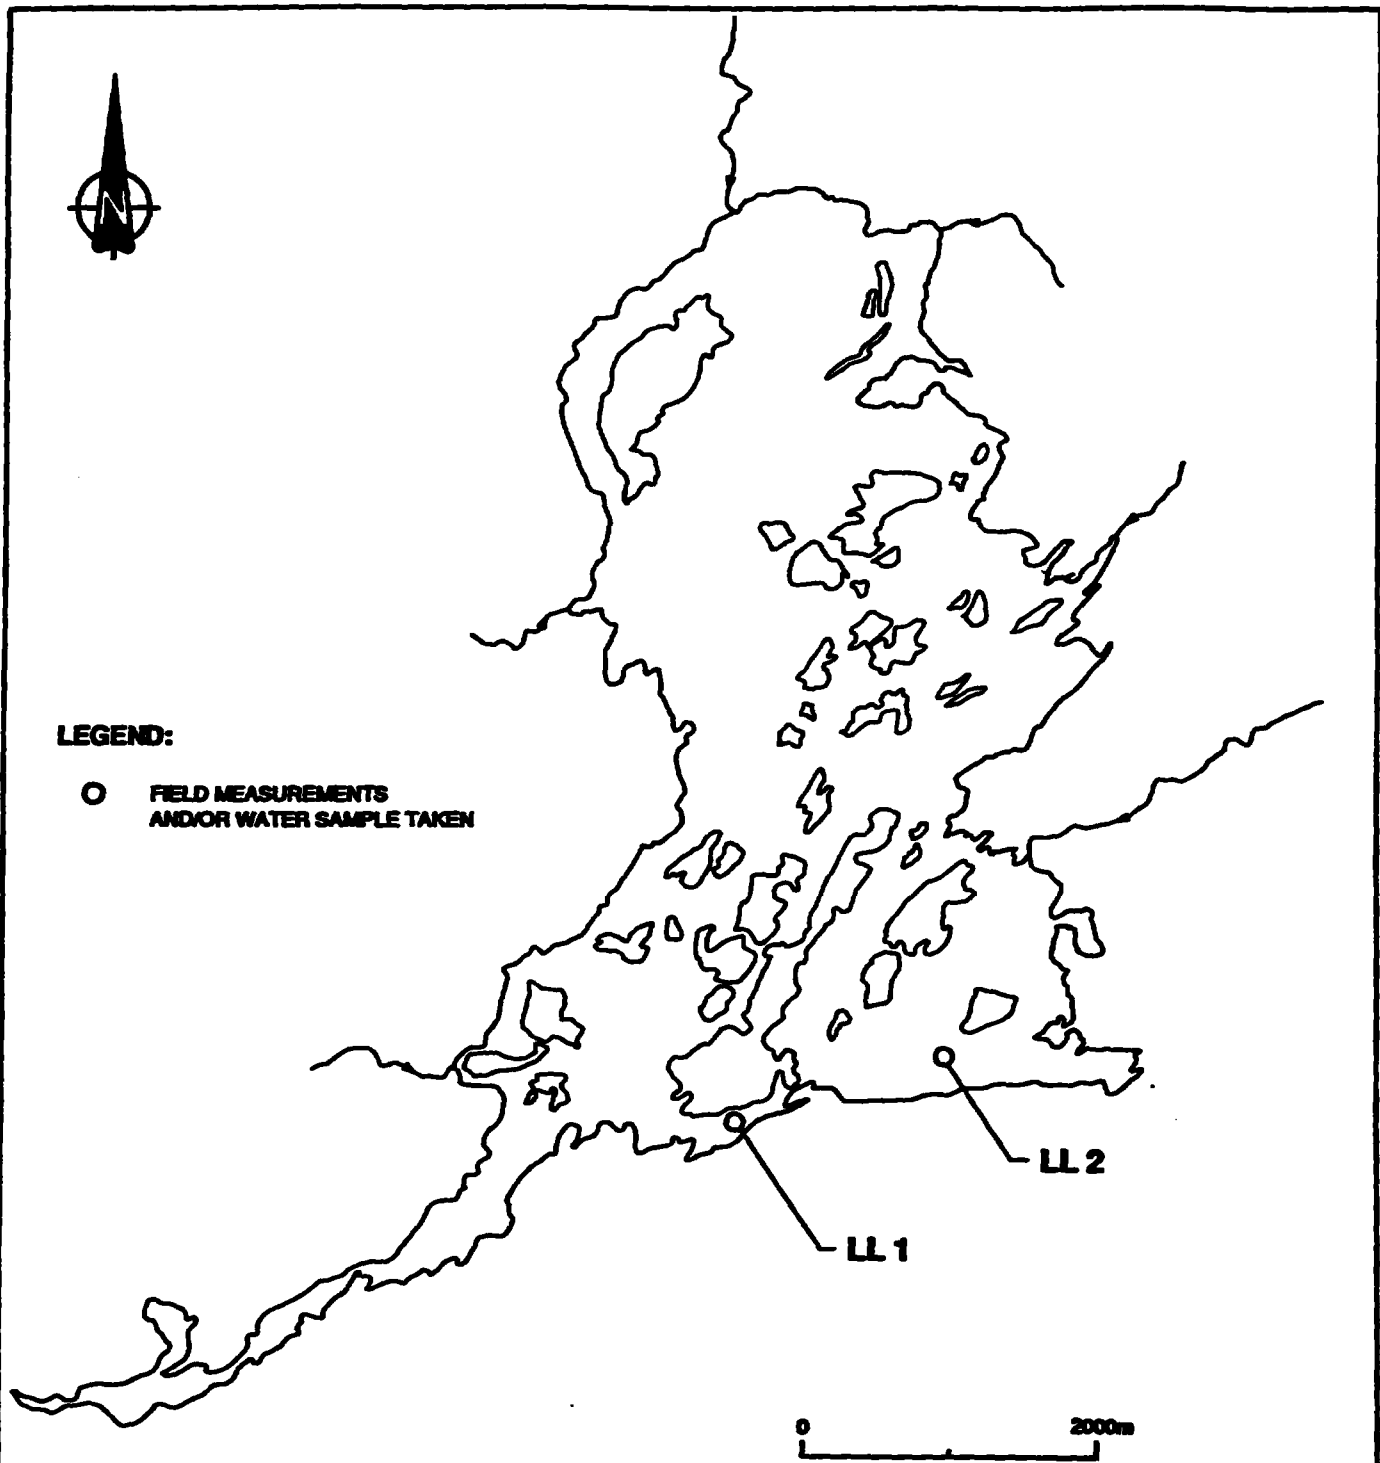 N
LEGEND:
FIELD MEASUREMENTS
AND/OR WATER SAMPLE TAKEN
LL 2
LL 1
0 2000m